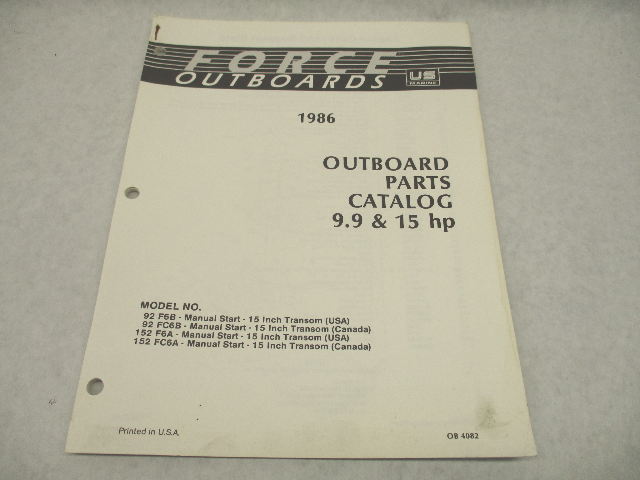 FORCE
OUTBOARDS
US
MARINE
1986
OUTBOARD
PARTS
CATALOG
9.9 & 15 hp
MODEL NO.
92 F6B - Manual Start - 15 Inch Transom (USA)
92 FC6B - Manual Start - 15 Inch Transom (Canada)
152 F6A - Manual Start - 15 Inch Transom (USA)
152 FC6A - Manual Start - 15 Inch Transom (Canada)
Printed in U.S.A.
OB 4082